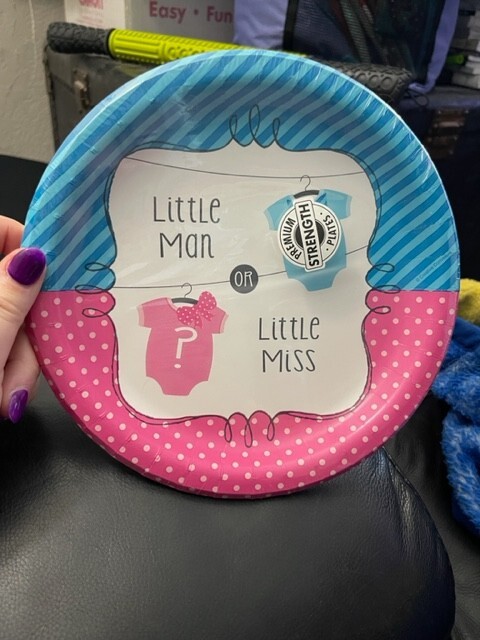 Easy • Fun
LittLe
Man
PREMIUM
STRENGTH
PLATES
OR
?
LittLe
Miss